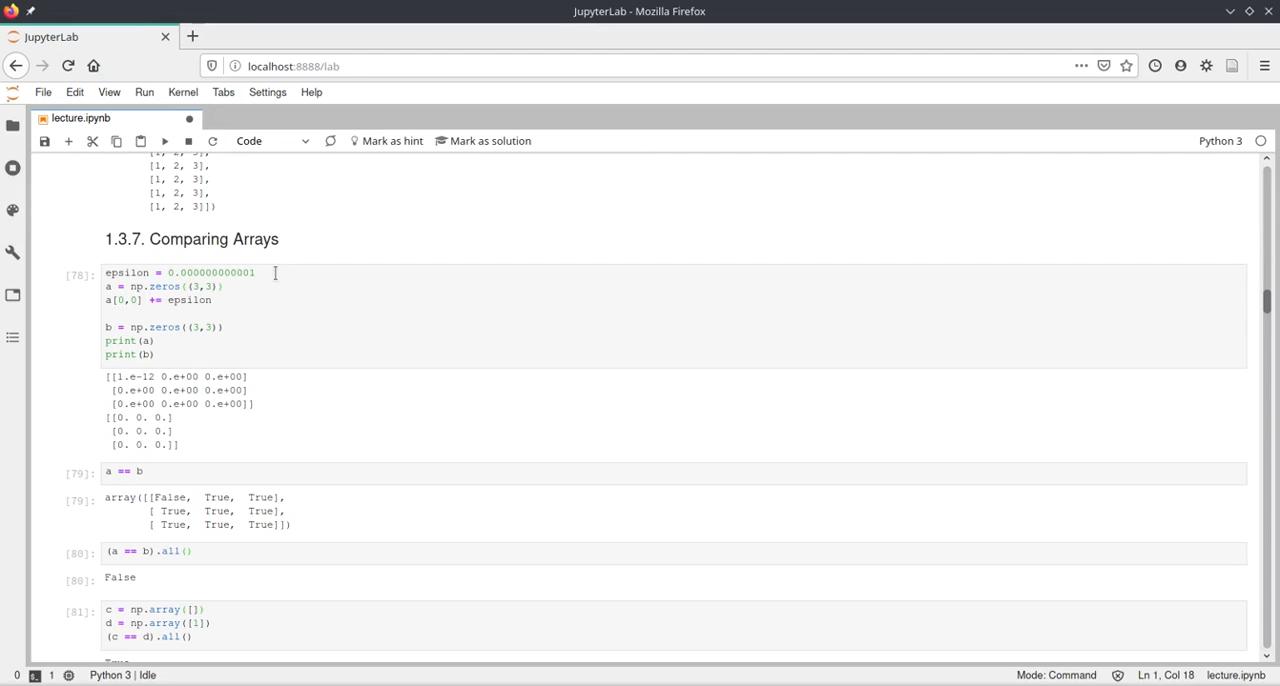 JupyterLab - Mozilla Firefox
JupyterLab
localhost:8888/lab
File Edit View Run Kernel Tabs Settings Help
lecture.ipynb
Code Mark as hint Mark as solution Python 3
[1, 2, 3],
[1, 2, 3],
[1, 2, 3],
[1, 2, 3],
[1, 2, 3]])
1.3.7. Comparing Arrays
[78]: epsilon = 0.000000000001
a = np.zeros((3,3))
a[0,0] += epsilon
b = np.zeros((3,3))
print(a)
print(b)
[[1.e-12 0.e+00 0.e+00]
[0.e+00 0.e+00 0.e+00]
[0.e+00 0.e+00 0.e+00]]
[[0. 0. 0.]
[0. 0. 0.]
[0. 0. 0.]]
[79]: a == b
[79]: array([[False, True, True],
[ True, True, True],
[ True, True, True]])
[80]: (a == b).all()
[80]: False
[81]: c = np.array([])
d = np.array([1])
(c == d).all()
True
0 1 Python 3 | Idle Mode: Command Ln 1, Col 18 lecture.ipynb